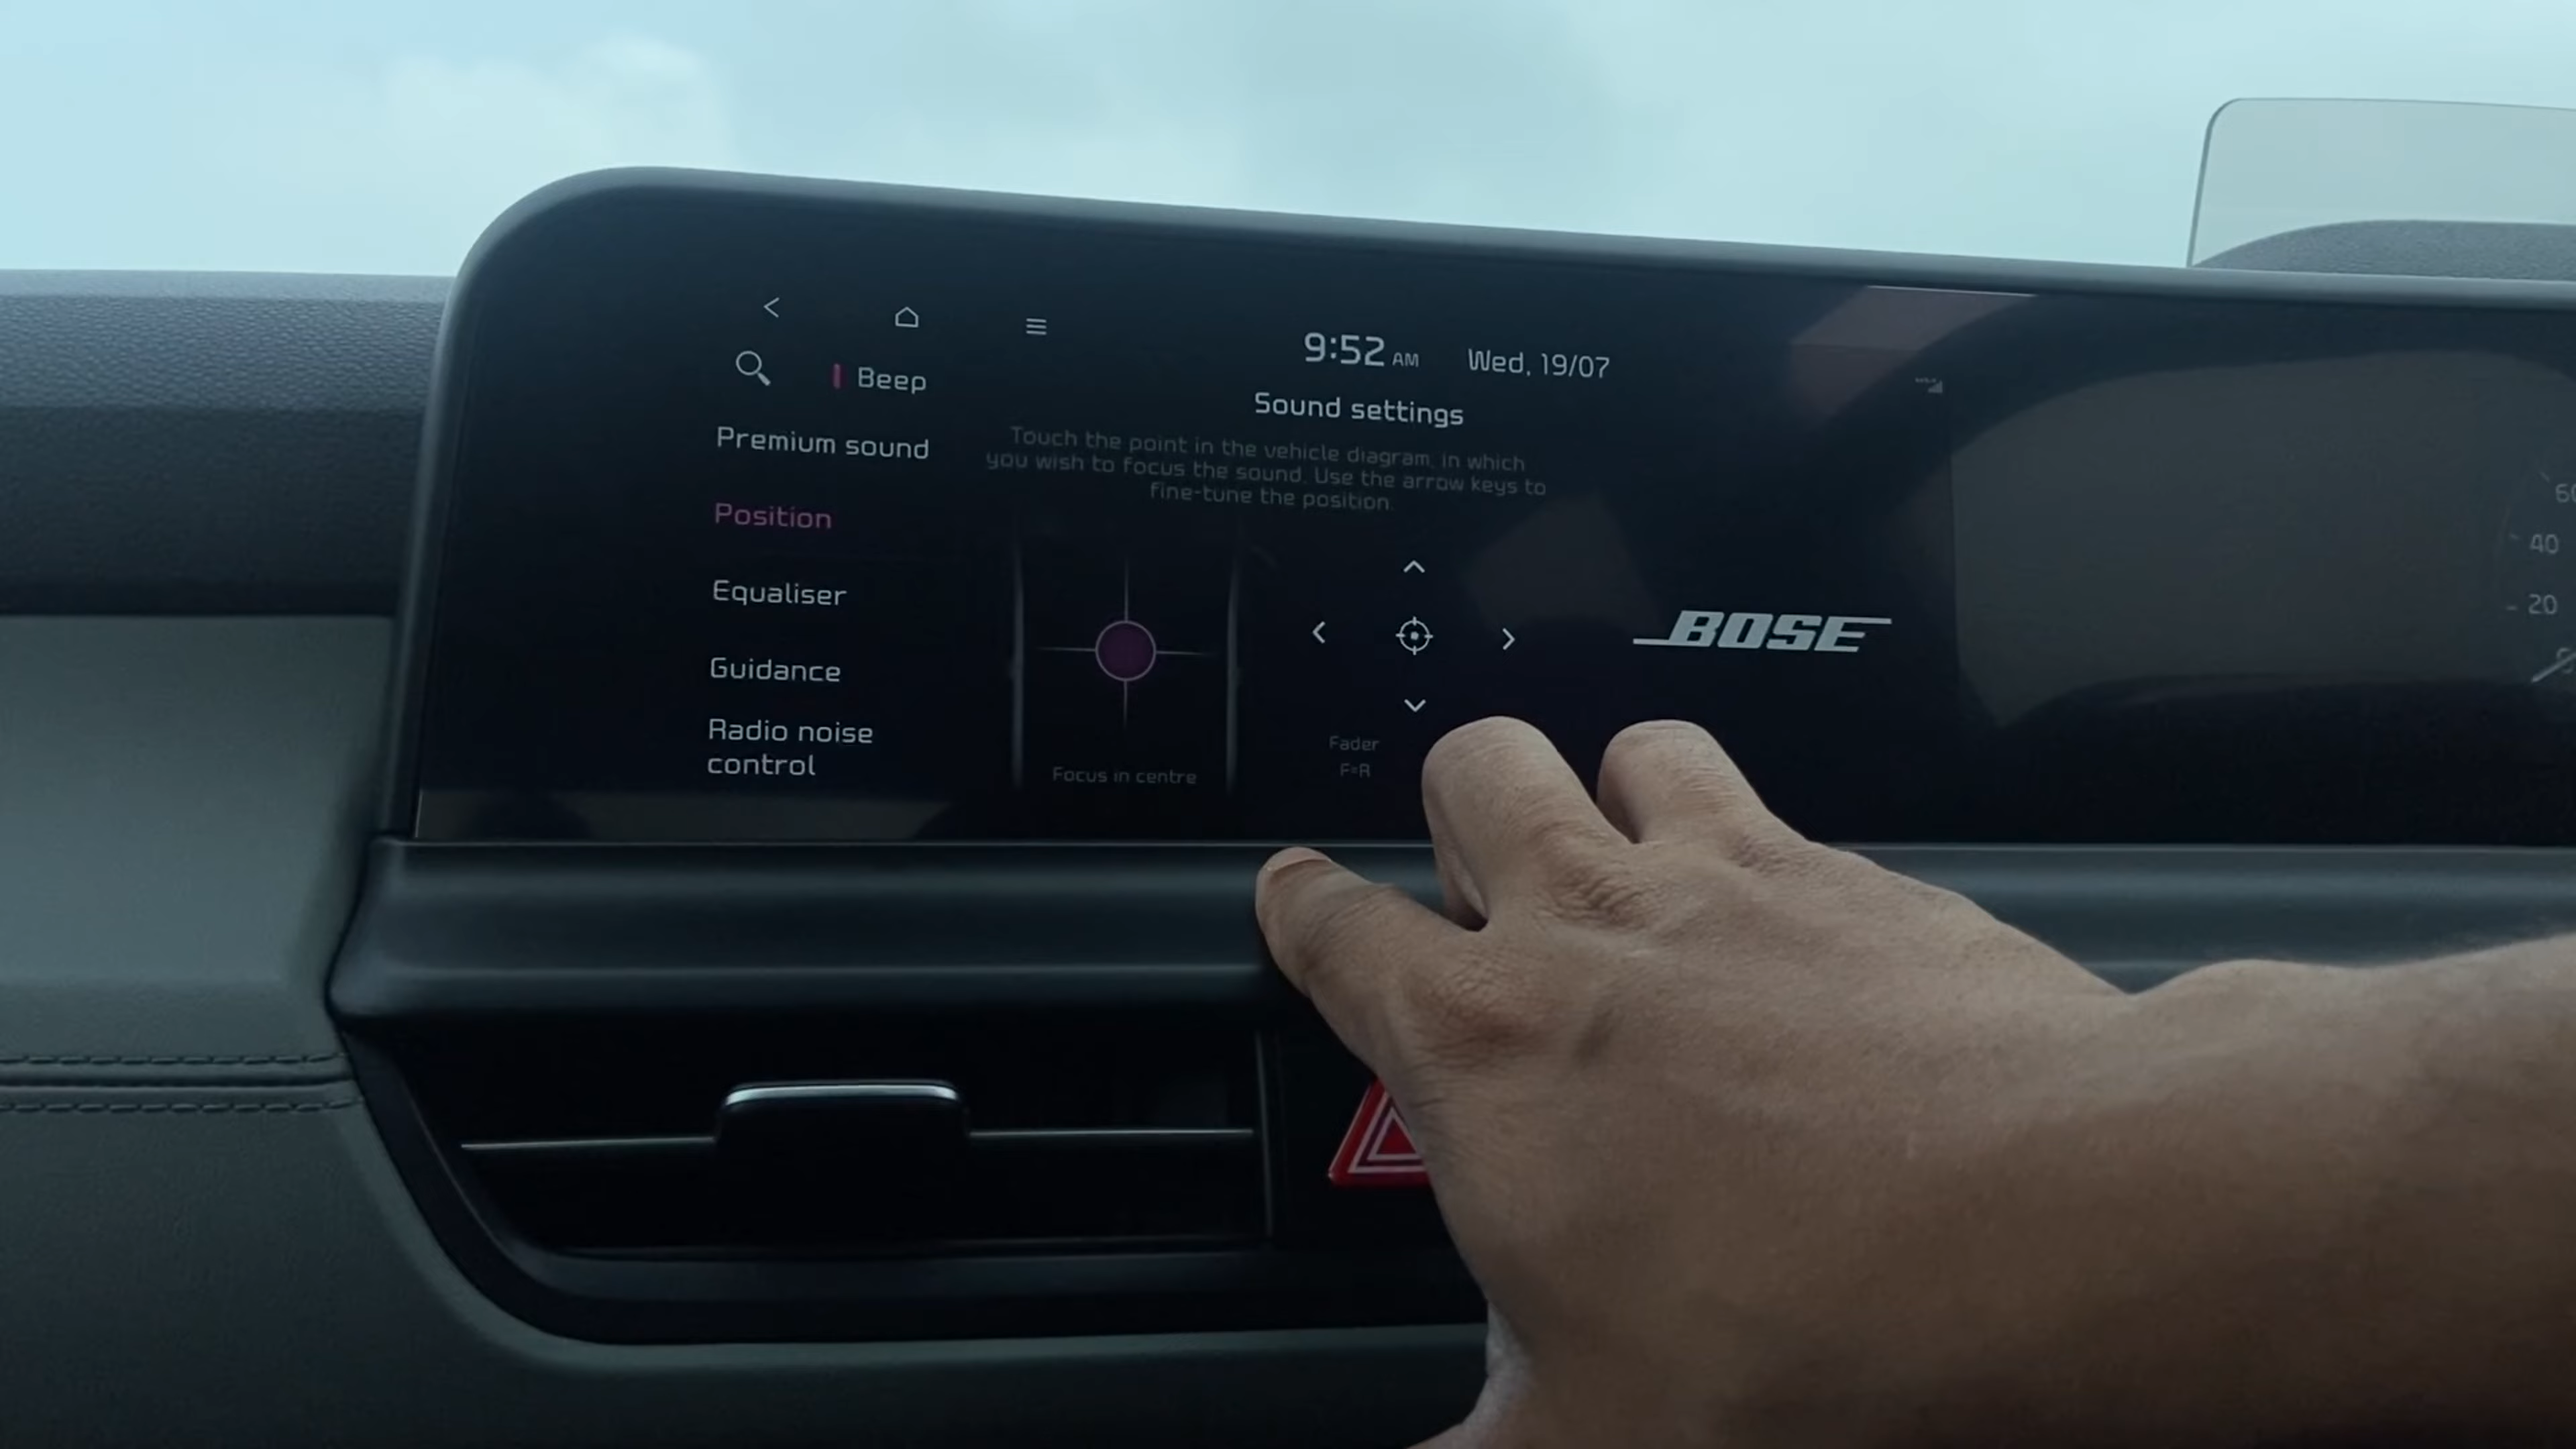 9:52 AM Wed, 19/07
Beep
Sound settings
Premium sound
Touch the point in the vehicle diagram, in which
you wish to focus the sound. Use the arrow keys to
fine-tune the position.
Position
Equaliser
Guidance
Radio noise
control
Focus in centre
Fader
F=R
BOSE
40
20